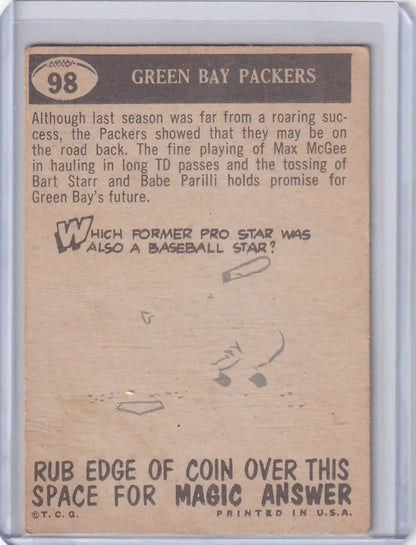 98
GREEN BAY PACKERS
Although last season was far from a roaring suc-
cess, the Packers showed that they may be on
the road back. The fine playing of Max McGee
in hauling in long TD passes and the tossing of
Bart Starr and Babe Parilli holds promise for
Green Bay's future.
WHICH FORMER PRO STAR WAS
ALSO A BASEBALL STAR?
RUB EDGE OF COIN OVER THIS
SPACE FOR MAGIC ANSWER
©T.C.G. PRINTED IN U.S.A.